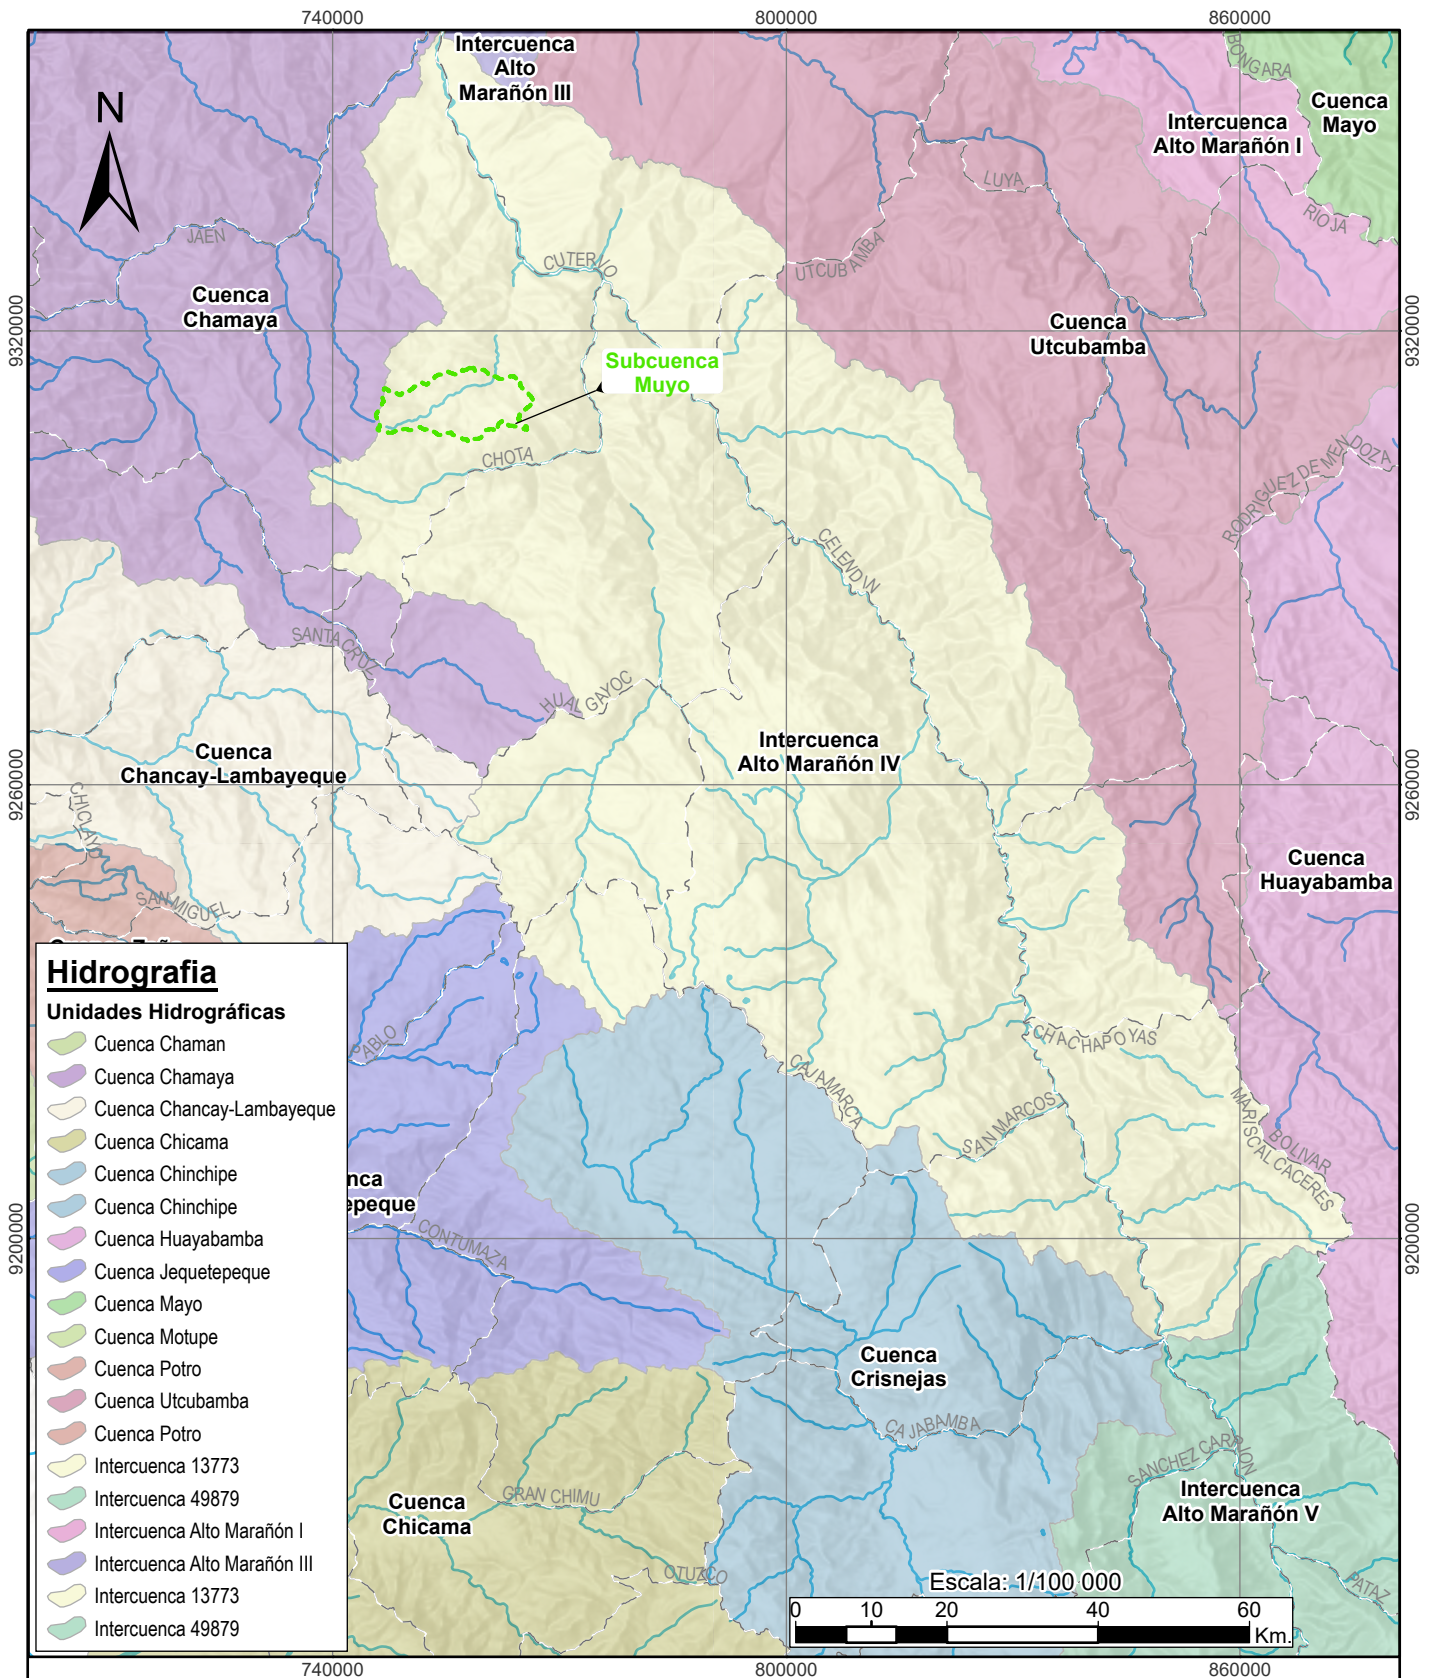 740000
800000
860000
Intercuenca
Alto
Marañón III
BONGARA
Cuenca
Mayo
Intercuenca
Alto Marañón I
N
LUYA
RIOJA
JAEN
CUTERVO
UTCUBAMBA
Cuenca
Chamaya
9320000
9320000
Cuenca
Utcubamba
Subcuenca
Muyo
CHOTA
RODRIGUEZ DE MENDOZA
CELENDIN
SANTA CRUZ
HUALGAYOC
Intercuenca
Alto Marañón IV
Cuenca
Chancay-Lambayeque
9260000
9260000
CHICLAYO
Cuenca
Huayabamba
SAN MIGUEL
Hidrografia
Unidades Hidrográficas
Cuenca Chaman
Cuenca Chamaya
Cuenca Chancay-Lambayeque
Cuenca Chicama
Cuenca Chinchipe
Cuenca Chinchipe
Cuenca Huayabamba
Cuenca Jequetepeque
Cuenca Mayo
Cuenca Motupe
Cuenca Potro
Cuenca Utcubamba
Cuenca Potro
Intercuenca 13773
Intercuenca 49879
Intercuenca Alto Marañón I
Intercuenca Alto Marañón III
Intercuenca 13773
Intercuenca 49879
PABLO
CHACHAPOYAS
CAJAMARCA
SAN MARCOS
MARISCAL CACERES
BOLIVAR
nca
epeque
CONTUMAZA
9200000
9200000
Cuenca
Crisnejas
CAJABAMBA
SANCHEZ CARRION
Intercuenca
Alto Marañón V
GRAN CHIMU
Cuenca
Chicama
OTUZCO
PATAZ
Escala: 1/100 000
0 10 20 40 60
Km.
740000
800000
860000